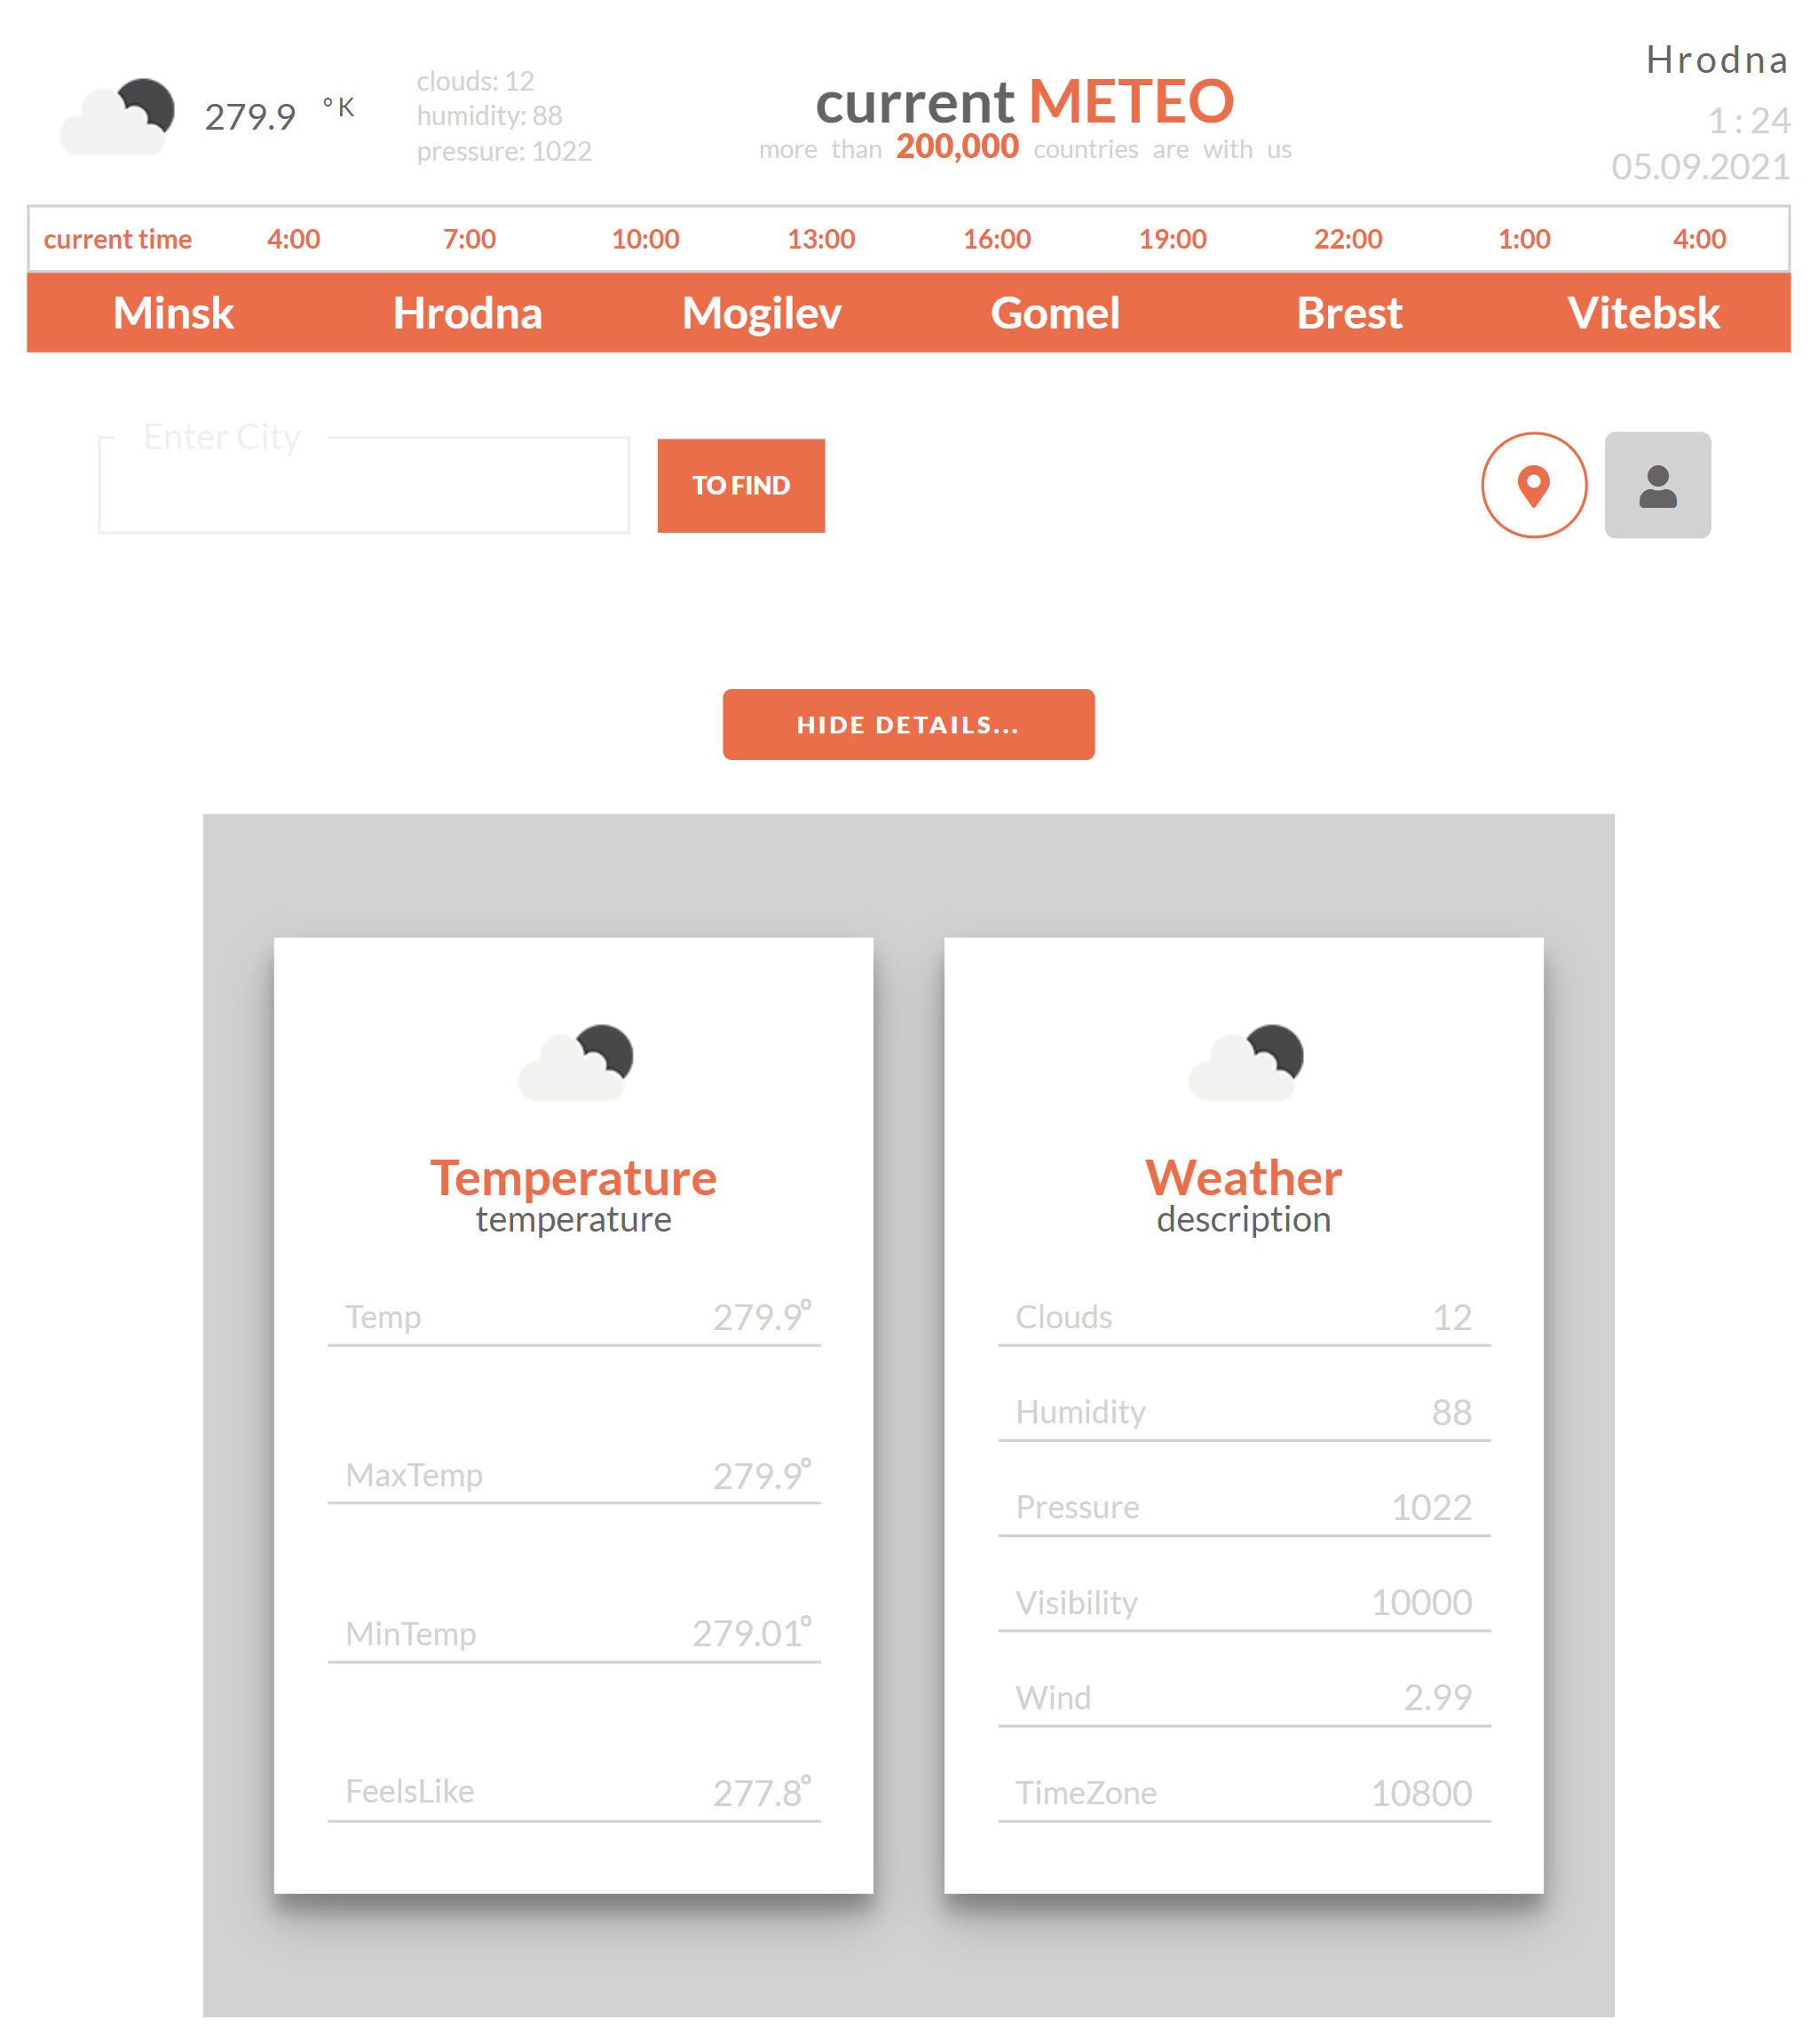 279.9 °K
clouds: 12
humidity: 88
pressure: 1022
current METEO
more than 200,000 countries are with us
Hrodna
1 : 24
05.09.2021
current time 4:00 7:00 10:00 13:00 16:00 19:00 22:00 1:00 4:00
Minsk Hrodna Mogilev Gomel Brest Vitebsk
Enter City
TO FIND
HIDE DETAILS...
Temperature
temperature
Temp 279.9°
MaxTemp 279.9°
MinTemp 279.01°
FeelsLike 277.8°
Weather
description
Clouds 12
Humidity 88
Pressure 1022
Visibility 10000
Wind 2.99
TimeZone 10800